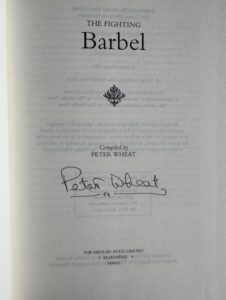 THE FIGHTING
Barbel
Compiled by
PETER WHEAT
Peter Wheat
THE MEDLAR PRESS LIMITED
ELLESMERE